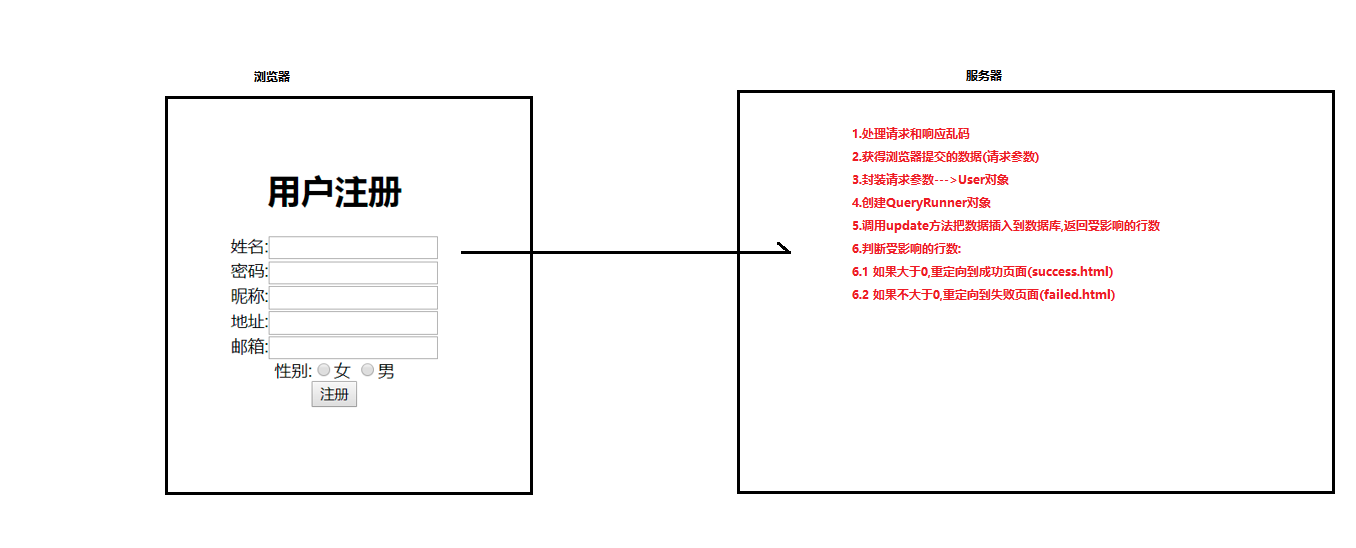 浏览器
用户注册
姓名:
密码:
昵称:
地址:
邮箱:
性别: 女 男
注册
服务器
1.处理请求和响应乱码
2.获得浏览器提交的数据(请求参数)
3.封装请求参数--->User对象
4.创建QueryRunner对象
5.调用update方法把数据插入到数据库,返回受影响的行数
6.判断受影响的行数:
6.1 如果大于0,重定向到成功页面(success.html)
6.2 如果不大于0,重定向到失败页面(failed.html)